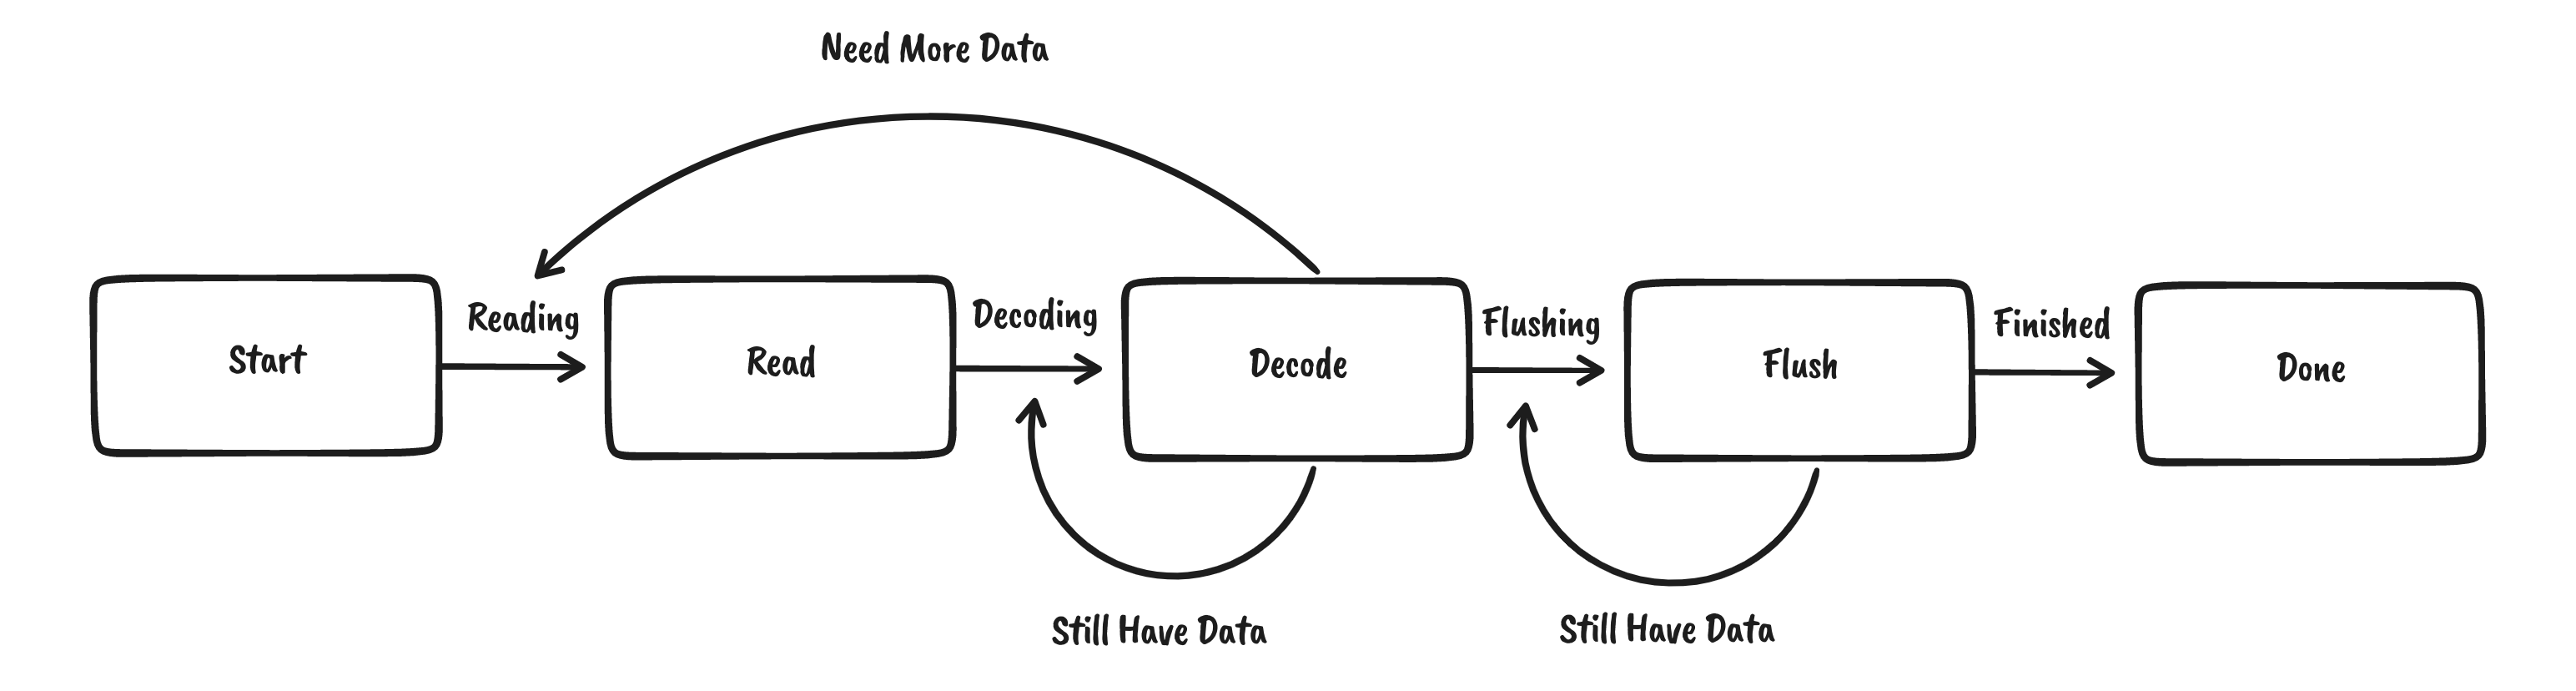 Need More Data
Reading
Decoding
Flushing
Finished
Start
Read
Decode
Flush
Done
Still Have Data
Still Have Data